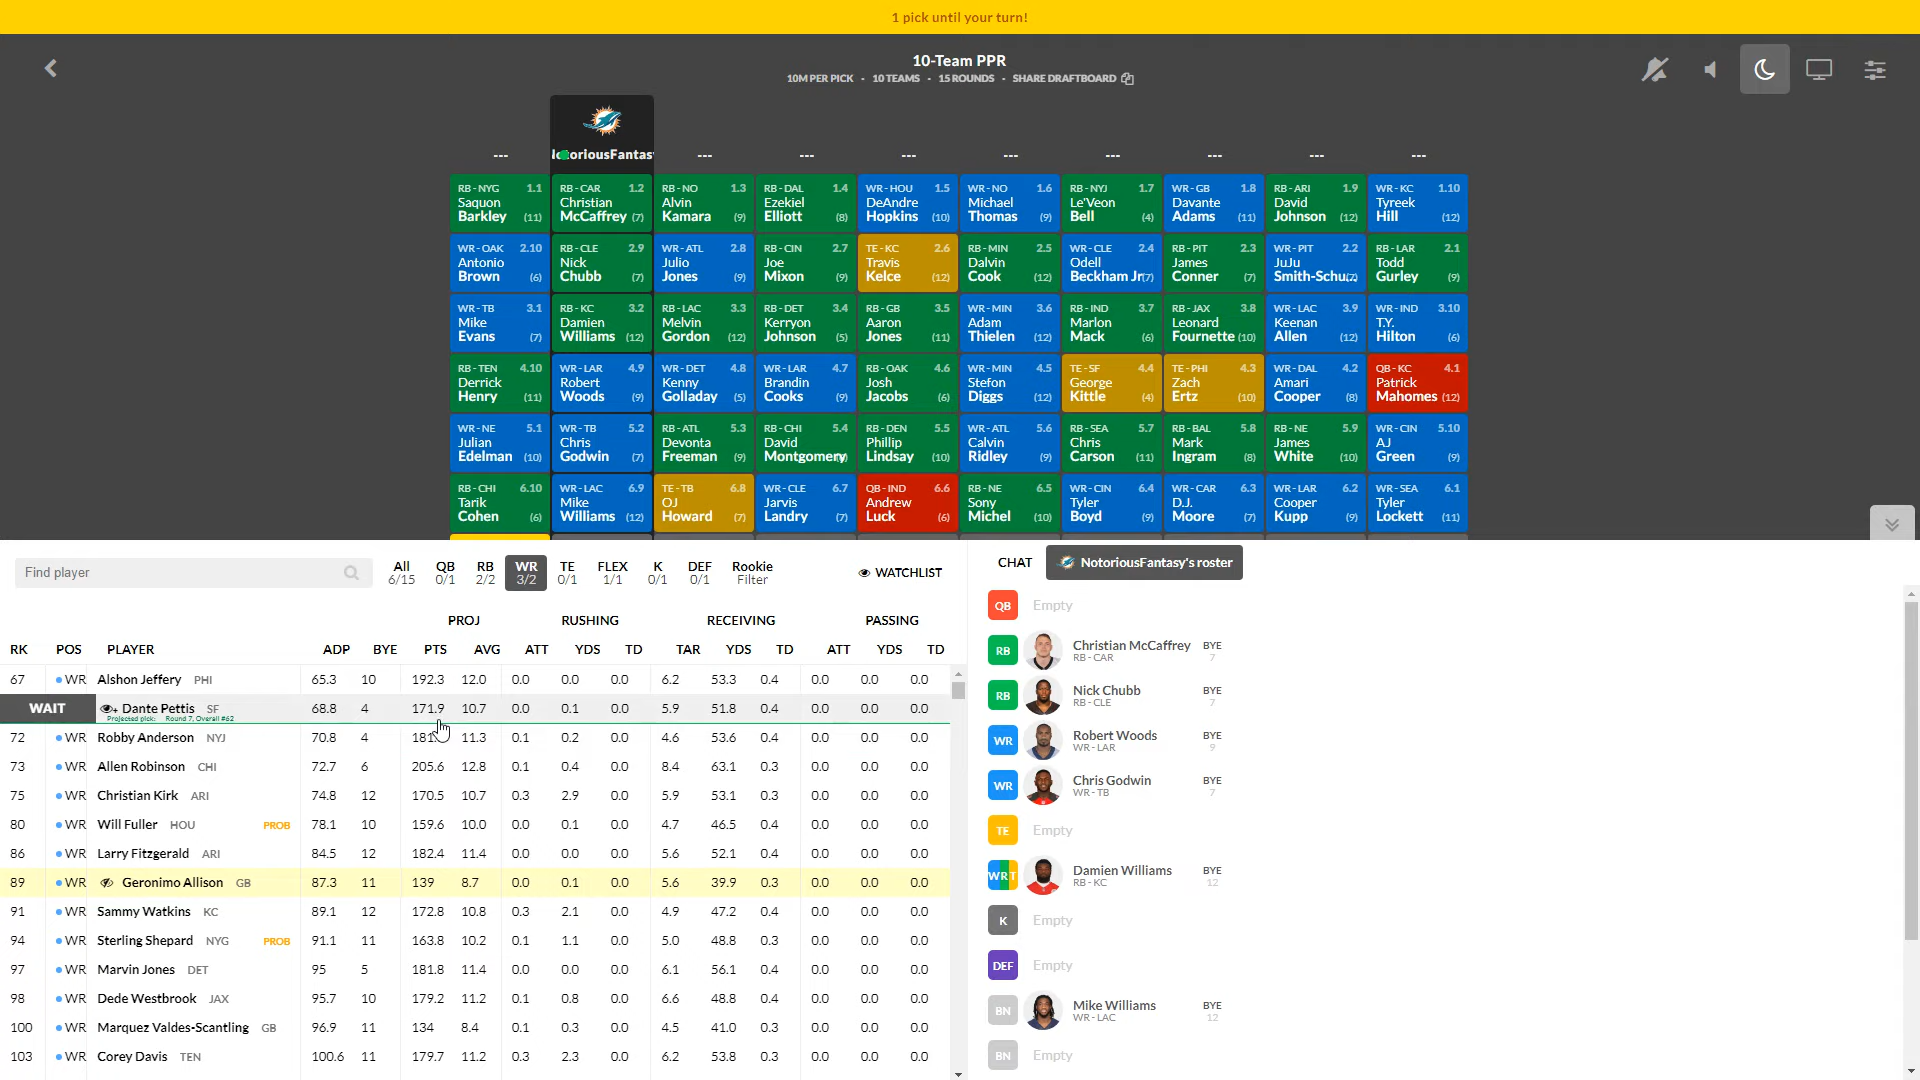 1 pick until your turn!
10-Team PPR
10M PER PICK - 10 TEAMS - 15 ROUNDS - SHARE DRAFTBOARD
--- oriousFantas --- --- --- --- --- --- --- ---
RB - NYG 1.1 RB - CAR 1.2 RB - NO 1.3 RB - DAL 1.4 WR - HOU 1.5 WR - NO 1.6 RB - NYJ 1.7 WR - GB 1.8 RB - ARI 1.9 WR - KC 1.10
Saquon Christian Alvin Ezekiel DeAndre Michael Le'Veon Davante David Tyreek
Barkley (11) McCaffrey (7) Kamara (9) Elliott (8) Hopkins (10) Thomas (9) Bell (4) Adams (11) Johnson (12) Hill (12)
WR - OAK 2.10 RB - CLE 2.9 WR - ATL 2.8 RB - CIN 2.7 TE - KC 2.6 RB - MIN 2.5 WR - CLE 2.4 RB - PIT 2.3 WR - PIT 2.2 RB - LAR 2.1
Antonio Nick Julio Joe Travis Dalvin Odell James JuJu Todd
Brown (6) Chubb (7) Jones (9) Mixon (9) Kelce (12) Cook (12) Beckham Jr (7) Conner (7) Smith-Schu... Gurley (9)
WR - TB 3.1 RB - KC 3.2 RB - LAC 3.3 RB - DET 3.4 RB - GB 3.5 WR - MIN 3.6 RB - IND 3.7 RB - JAX 3.8 WR - LAC 3.9 WR - IND 3.10
Mike Damien Melvin Kerryon Aaron Adam Marlon Leonard Keenan T.Y.
Evans (7) Williams (12) Gordon (12) Johnson (5) Jones (11) Thielen (12) Mack (6) Fournette (10) Allen (12) Hilton (6)
RB - TEN 4.10 WR - LAR 4.9 WR - DET 4.8 WR - LAR 4.7 RB - OAK 4.6 WR - MIN 4.5 TE - SF 4.4 TE - PHI 4.3 WR - DAL 4.2 QB - KC 4.1
Derrick Robert Kenny Brandin Josh Stefon George Zach Amari Patrick
Henry (11) Woods (9) Golladay (5) Cooks (9) Jacobs (6) Diggs (12) Kittle (4) Ertz (10) Cooper (8) Mahomes (12)
WR - NE 5.1 WR - TB 5.2 RB - ATL 5.3 RB - CHI 5.4 RB - DEN 5.5 WR - ATL 5.6 RB - SEA 5.7 RB - BAL 5.8 RB - NE 5.9 WR - CIN 5.10
Julian Chris Devonta David Phillip Calvin Chris Mark James AJ
Edelman (10) Godwin (7) Freeman (9) Montgomery Lindsay (10) Ridley (9) Carson (11) Ingram (8) White (10) Green (9)
RB - CHI 6.10 WR - LAC 6.9 TE - TB 6.8 WR - CLE 6.7 QB - IND 6.6 RB - NE 6.5 WR - CIN 6.4 WR - CAR 6.3 WR - LAR 6.2 WR - SEA 6.1
Tarik Mike OJ Jarvis Andrew Sony Tyler D.J. Cooper Tyler
Cohen (6) Williams (12) Howard (7) Landry (7) Luck (6) Michel (10) Boyd (9) Moore (7) Kupp (9) Lockett (11)
Find player
All QB RB WR TE FLEX K DEF Rookie
6/15 0/1 2/2 3/2 0/1 1/1 0/1 0/1 Filter
WATCHLIST
PROJ RUSHING RECEIVING PASSING
RK POS PLAYER ADP BYE PTS AVG ATT YDS TD TAR YDS TD ATT YDS TD
67 WR Alshon Jeffery PHI 65.3 10 192.3 12.0 0.0 0.0 0.0 6.2 53.3 0.4 0.0 0.0 0.0
WAIT Dante Pettis SF 68.8 4 171.9 10.7 0.0 0.1 0.0 5.9 51.8 0.4 0.0 0.0 0.0
Projected pick: Round 7, Overall #62
72 WR Robby Anderson NYJ 70.8 4 181. 11.3 0.1 0.2 0.0 4.6 53.6 0.4 0.0 0.0 0.0
73 WR Allen Robinson CHI 72.7 6 205.6 12.8 0.1 0.4 0.0 8.4 63.1 0.3 0.0 0.0 0.0
75 WR Christian Kirk ARI 74.8 12 170.5 10.7 0.3 2.9 0.0 5.9 53.1 0.3 0.0 0.0 0.0
80 WR Will Fuller HOU PROB 78.1 10 159.6 10.0 0.0 0.1 0.0 4.7 46.5 0.4 0.0 0.0 0.0
86 WR Larry Fitzgerald ARI 84.5 12 182.4 11.4 0.0 0.0 0.0 5.6 52.1 0.4 0.0 0.0 0.0
89 WR Geronimo Allison GB 87.3 11 139 8.7 0.0 0.1 0.0 5.6 39.9 0.3 0.0 0.0 0.0
91 WR Sammy Watkins KC 89.1 12 172.8 10.8 0.3 2.1 0.0 4.9 47.2 0.4 0.0 0.0 0.0
94 WR Sterling Shepard NYG PROB 91.1 11 163.8 10.2 0.1 1.1 0.0 5.0 48.8 0.3 0.0 0.0 0.0
97 WR Marvin Jones DET 95 5 181.8 11.4 0.0 0.0 0.0 6.1 56.1 0.4 0.0 0.0 0.0
98 WR Dede Westbrook JAX 95.7 10 179.2 11.2 0.1 0.8 0.0 6.6 48.8 0.4 0.0 0.0 0.0
100 WR Marquez Valdes-Scantling GB 96.9 11 134 8.4 0.1 0.3 0.0 4.5 41.0 0.3 0.0 0.0 0.0
103 WR Corey Davis TEN 100.6 11 179.7 11.2 0.3 2.3 0.0 6.2 53.8 0.3 0.0 0.0 0.0
CHAT NotoriousFantasy's roster
QB Empty
RB Christian McCaffrey BYE
RB - CAR 7
RB Nick Chubb BYE
RB - CLE 7
WR Robert Woods BYE
WR - LAR 9
WR Chris Godwin BYE
WR - TB 7
TE Empty
WRT Damien Williams BYE
RB - KC 12
K Empty
DEF Empty
BN Mike Williams BYE
WR - LAC 12
BN Empty